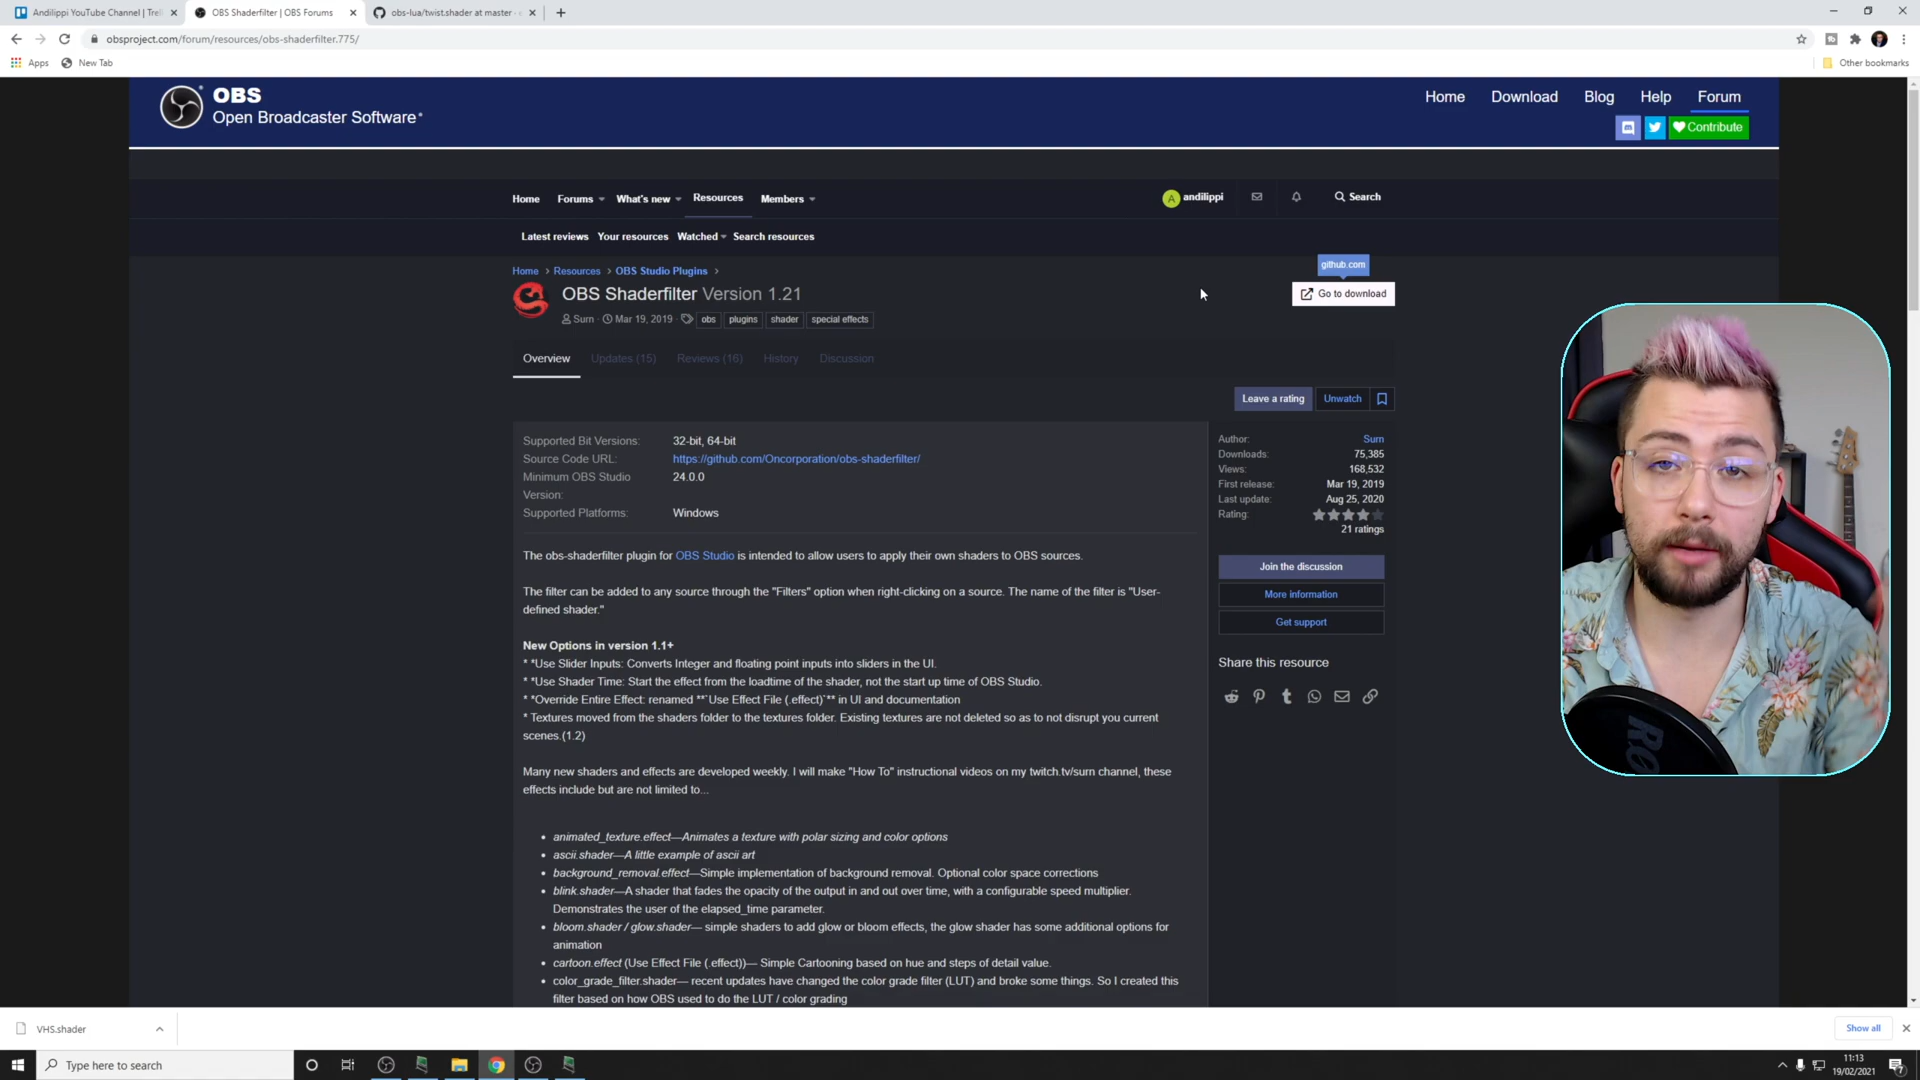 Andilippi YouTube Channel | Trel
OBS Shaderfilter | OBS Forums
obs-lua/twist.shader at master ·
obsproject.com/forum/resources/obs-shaderfilter.775/
Apps
New Tab
Other bookmarks
OBS
Open Broadcaster Software
Home
Download
Blog
Help
Forum
Contribute
Home
Forums
What's new
Resources
Members
A
andilippi
Search
Latest reviews
Your resources
Watched
Search resources
Home > Resources > OBS Studio Plugins >
github.com
OBS Shaderfilter Version 1.21
Go to download
Surn
Mar 19, 2019
obs
plugins
shader
special effects
Overview
Updates (15)
Reviews (16)
History
Discussion
Leave a rating
Unwatch
Supported Bit Versions: 32-bit, 64-bit
Source Code URL: https://github.com/Oncorporation/obs-shaderfilter/
Minimum OBS Studio 24.0.0
Version:
Supported Platforms: Windows
Author: Surn
Downloads: 75,385
Views: 168,532
First release: Mar 19, 2019
Last update: Aug 25, 2020
Rating:
21 ratings
Join the discussion
More information
Get support
Share this resource
The obs-shaderfilter plugin for OBS Studio is intended to allow users to apply their own shaders to OBS sources.
The filter can be added to any source through the "Filters" option when right-clicking on a source. The name of the filter is "User-
defined shader."
New Options in version 1.1+
* *Use Slider Inputs: Converts Integer and floating point inputs into sliders in the UI.
* *Use Shader Time: Start the effect from the loadtime of the shader, not the start up time of OBS Studio.
* *Override Entire Effect: renamed **`Use Effect File (.effect)`** in UI and documentation
* Textures moved from the shaders folder to the textures folder. Existing textures are not deleted so as to not disrupt you current
scenes.(1.2)
Many new shaders and effects are developed weekly. I will make "How To" instructional videos on my twitch.tv/surn channel, these
effects include but are not limited to...
• animated_texture.effect—Animates a texture with polar sizing and color options
• ascii.shader—A little example of ascii art
• background_removal.effect—Simple implementation of background removal. Optional color space corrections
• blink.shader—A shader that fades the opacity of the output in and out over time, with a configurable speed multiplier.
Demonstrates the user of the elapsed_time parameter.
• bloom.shader / glow.shader— simple shaders to add glow or bloom effects, the glow shader has some additional options for
animation
• cartoon.effect (Use Effect File (.effect))— Simple Cartooning based on hue and steps of detail value.
• color_grade_filter.shader— recent updates have changed the color grade filter (LUT) and broke some things. So I created this
filter based on how OBS used to do the LUT / color grading
VHS.shader
Show all
Type here to search
11:13
19/02/2021